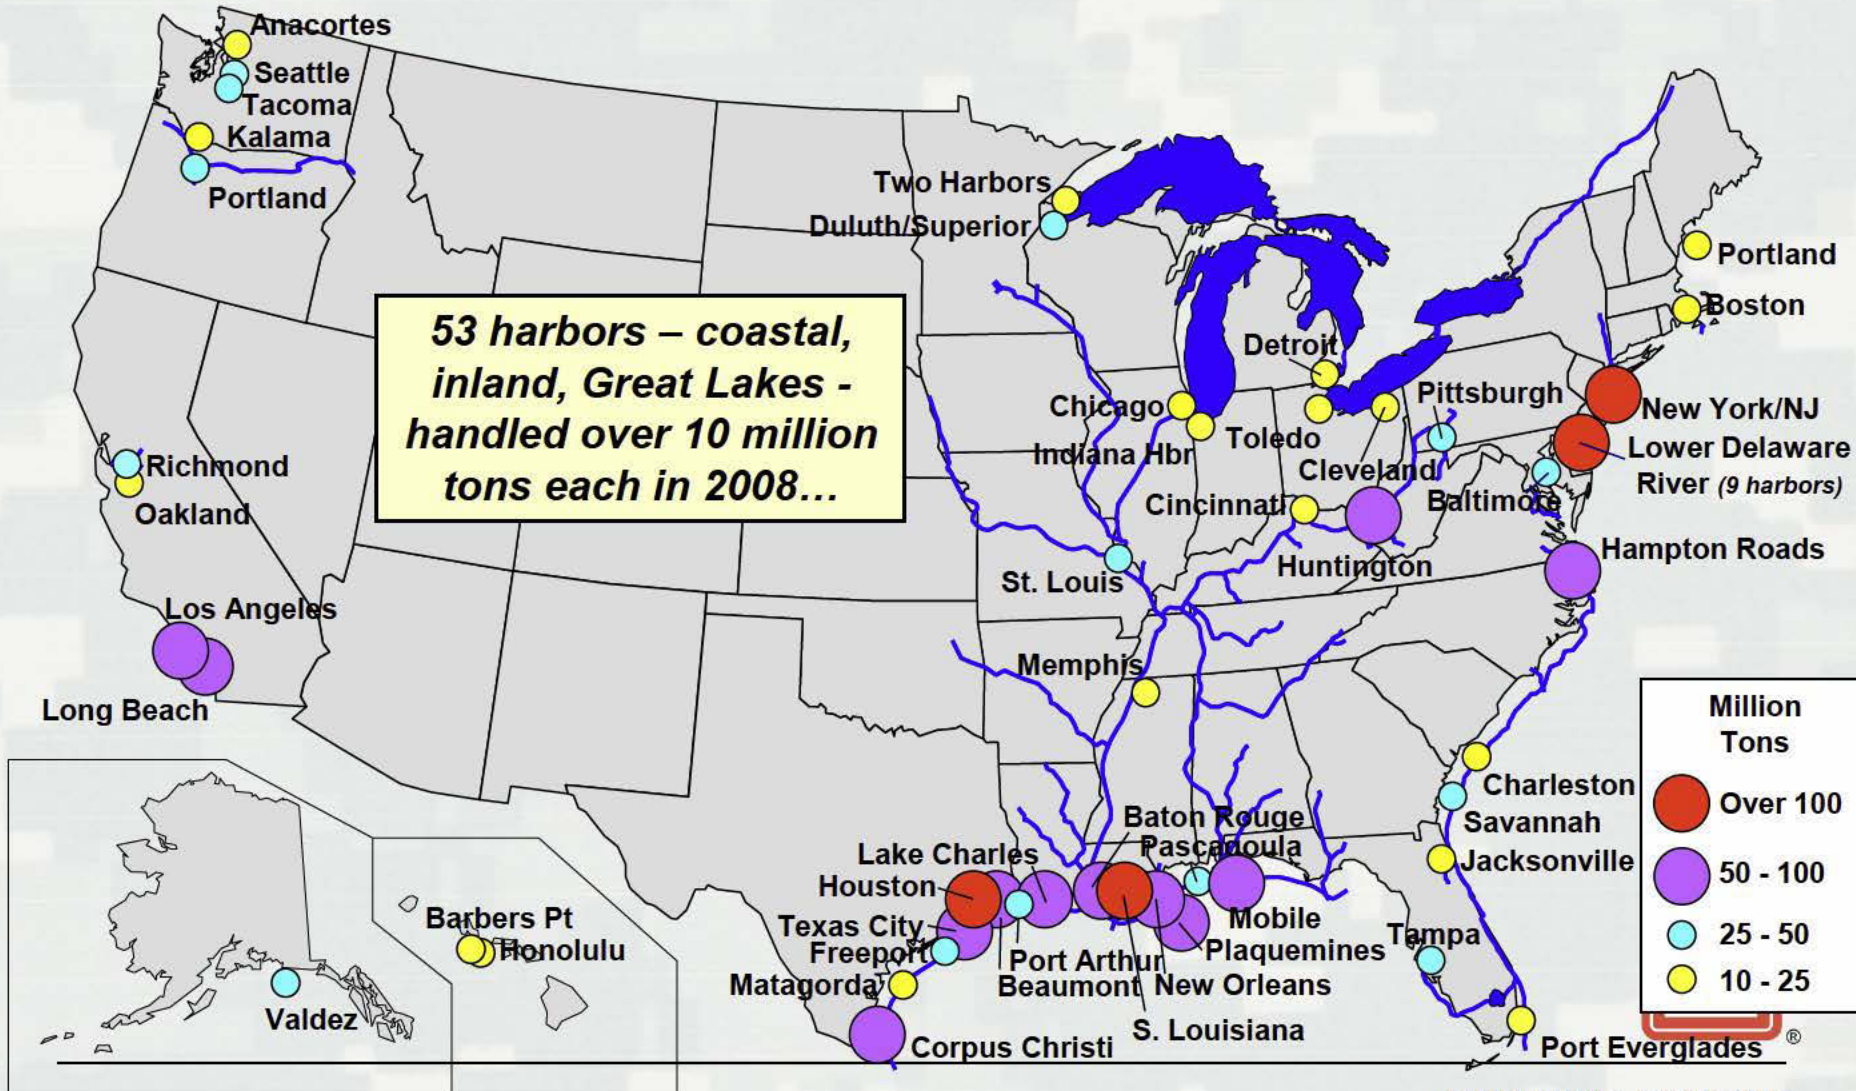 Anacortes
Seattle
Tacoma
Kalama
Portland
Two Harbors
Duluth/Superior
Portland
Boston
53 harbors – coastal,
inland, Great Lakes -
handled over 10 million
tons each in 2008…
Detroit
Pittsburgh
Chicago
New York/NJ
Toledo
Lower Delaware
River (9 harbors)
Indiana Hbr
Cleveland
Richmond
Oakland
Cincinnati
Baltimore
Hampton Roads
Huntington
St. Louis
Los Angeles
Long Beach
Memphis
Million
Tons
Over 100
50 - 100
25 - 50
10 - 25
Charleston
Savannah
Jacksonville
Baton Rouge
Pascadoula
Lake Charles
Houston
Texas City
Freeport
Matagorda
Mobile
Plaquemines
Tampa
Port Arthur
Beaumont
New Orleans
S. Louisiana
Corpus Christi
Port Everglades
®
Barbers Pt
Honolulu
Valdez